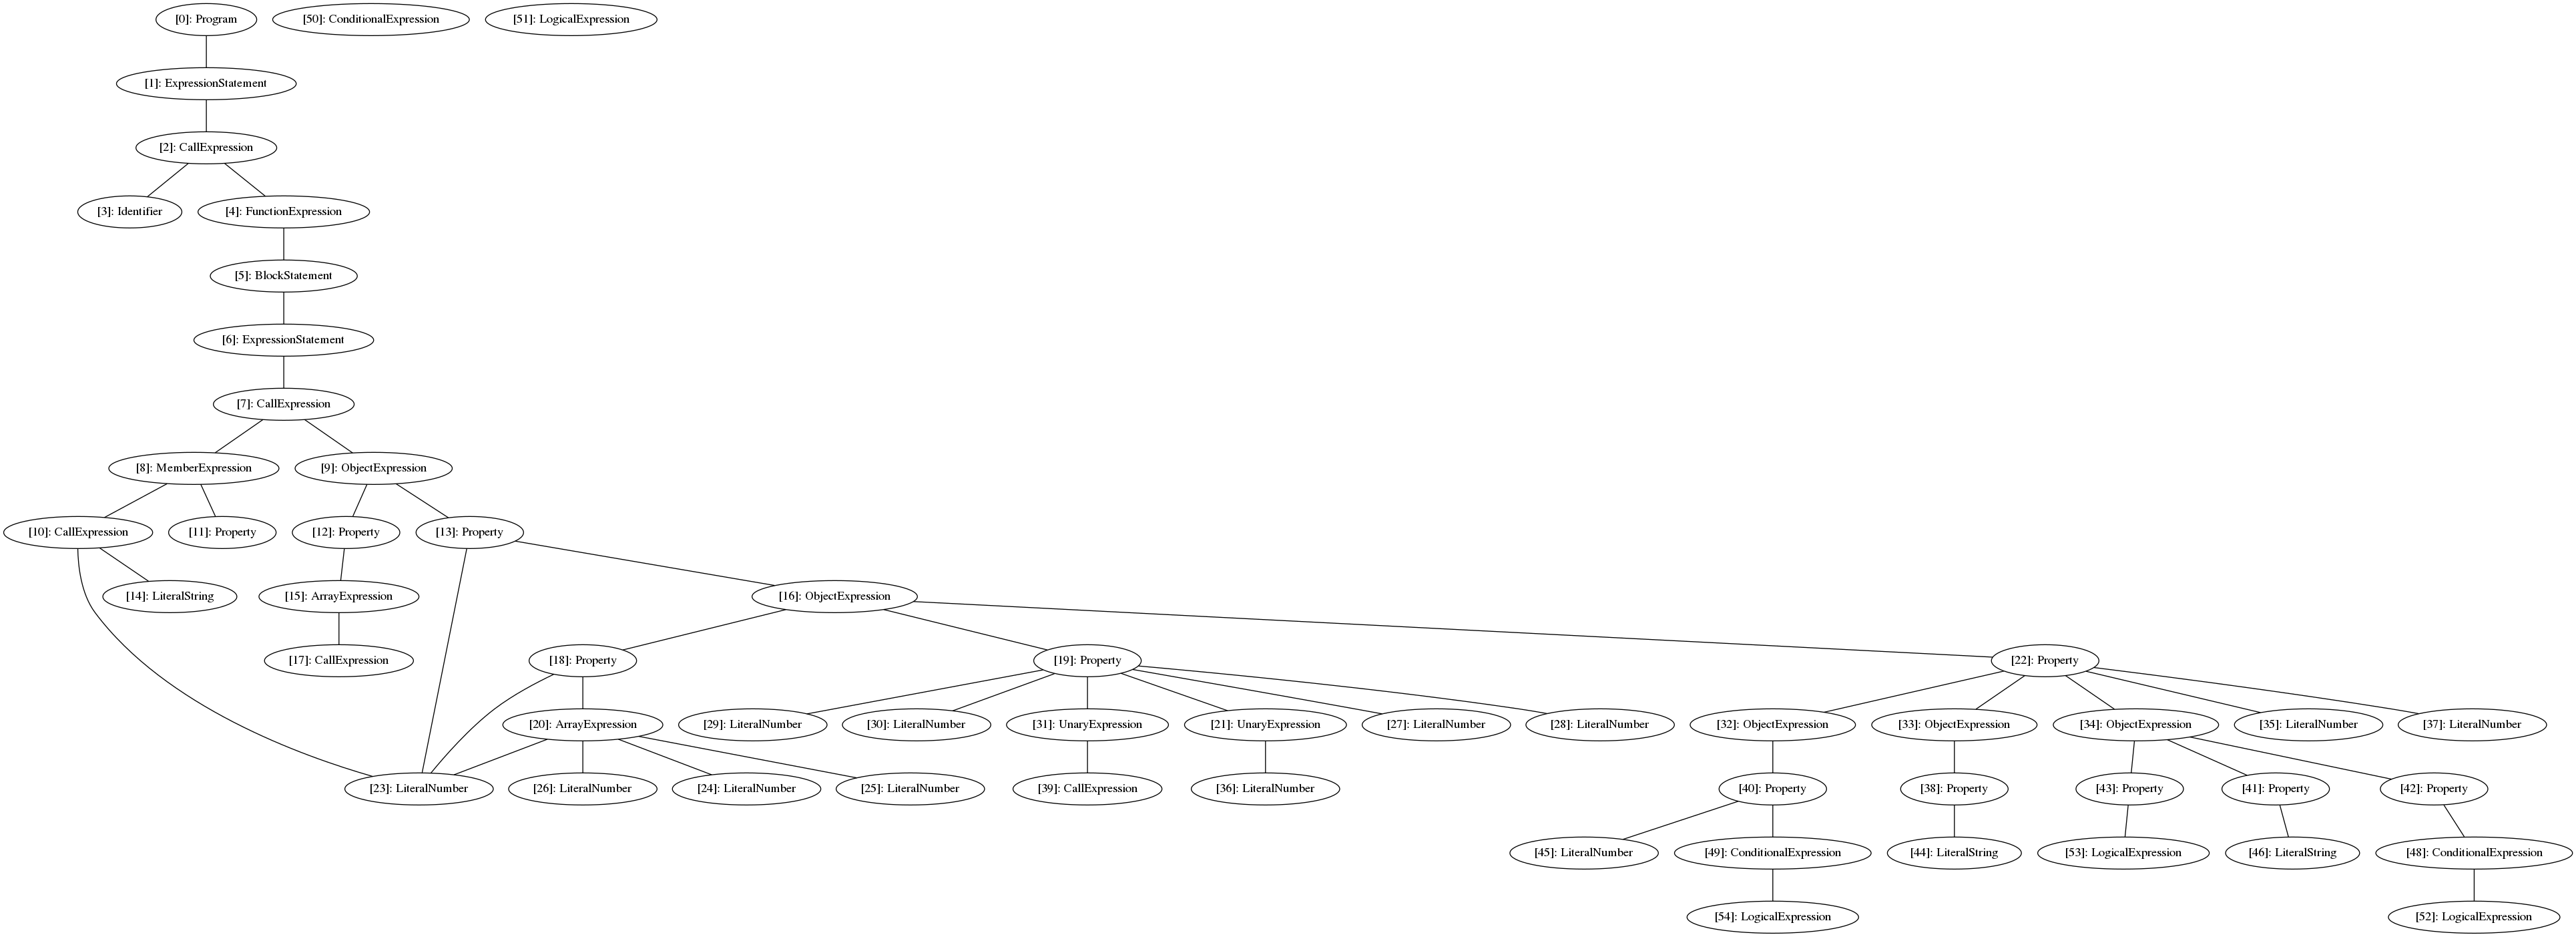 [0]: Program
[50]: ConditionalExpression
[51]: LogicalExpression
[1]: ExpressionStatement
[2]: CallExpression
[3]: Identifier
[4]: FunctionExpression
[5]: BlockStatement
[6]: ExpressionStatement
[7]: CallExpression
[8]: MemberExpression
[9]: ObjectExpression
[10]: CallExpression
[11]: Property
[12]: Property
[13]: Property
[14]: LiteralString
[15]: ArrayExpression
[16]: ObjectExpression
[17]: CallExpression
[18]: Property
[19]: Property
[22]: Property
[20]: ArrayExpression
[29]: LiteralNumber
[30]: LiteralNumber
[31]: UnaryExpression
[21]: UnaryExpression
[27]: LiteralNumber
[28]: LiteralNumber
[32]: ObjectExpression
[33]: ObjectExpression
[34]: ObjectExpression
[35]: LiteralNumber
[37]: LiteralNumber
[23]: LiteralNumber
[26]: LiteralNumber
[24]: LiteralNumber
[25]: LiteralNumber
[39]: CallExpression
[36]: LiteralNumber
[40]: Property
[38]: Property
[43]: Property
[41]: Property
[42]: Property
[45]: LiteralNumber
[49]: ConditionalExpression
[44]: LiteralString
[53]: LogicalExpression
[46]: LiteralString
[48]: ConditionalExpression
[54]: LogicalExpression
[52]: LogicalExpression